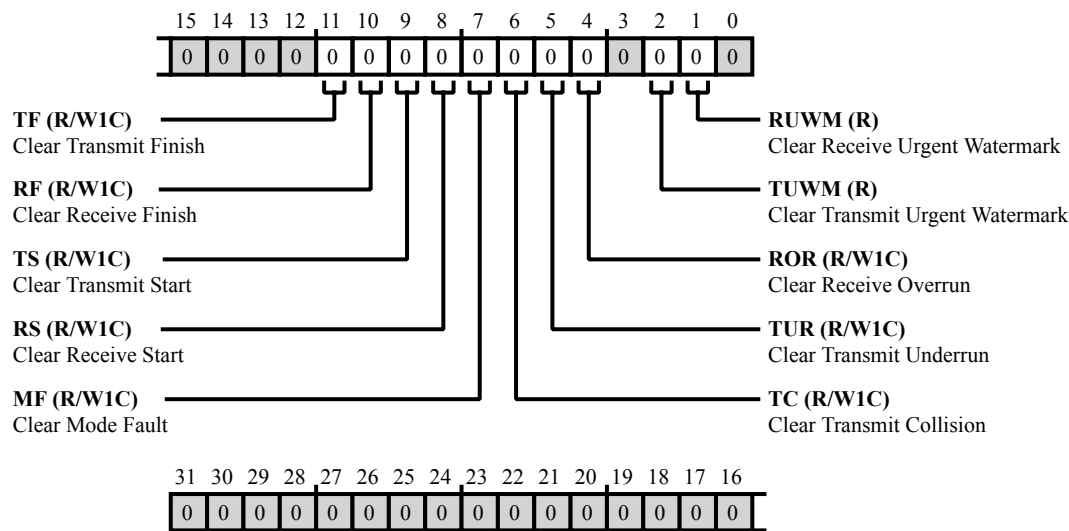 15 14 13 12 11 10 9 8 7 6 5 4 3 2 1 0
0 0 0 0 0 0 0 0 0 0 0 0 0 0 0 0
TF (R/W1C)
Clear Transmit Finish
RF (R/W1C)
Clear Receive Finish
TS (R/W1C)
Clear Transmit Start
RS (R/W1C)
Clear Receive Start
MF (R/W1C)
Clear Mode Fault
RUWM (R)
Clear Receive Urgent Watermark
TUWM (R)
Clear Transmit Urgent Watermark
ROR (R/W1C)
Clear Receive Overrun
TUR (R/W1C)
Clear Transmit Underrun
TC (R/W1C)
Clear Transmit Collision
31 30 29 28 27 26 25 24 23 22 21 20 19 18 17 16
0 0 0 0 0 0 0 0 0 0 0 0 0 0 0 0